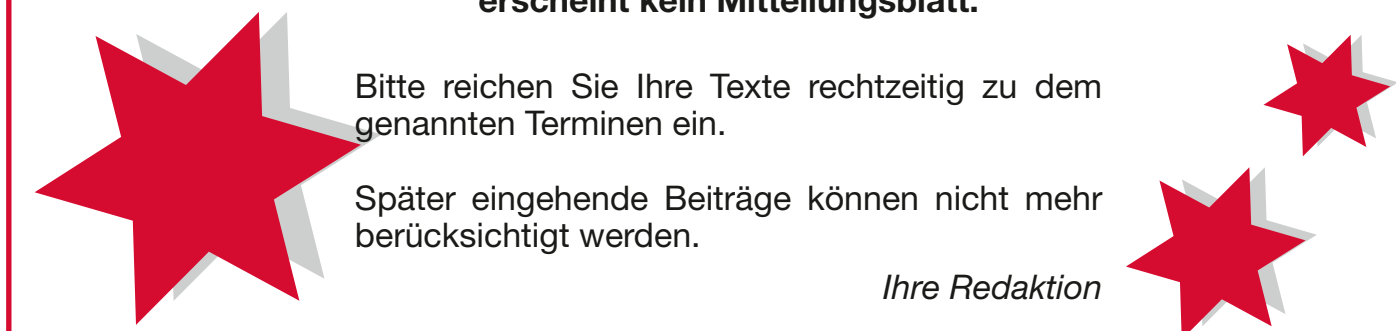 erscheint kein Mitteilungsblatt.
Bitte reichen Sie Ihre Texte rechtzeitig zu dem
genannten Terminen ein.
Später eingehende Beiträge können nicht mehr
berücksichtigt werden.
Ihre Redaktion